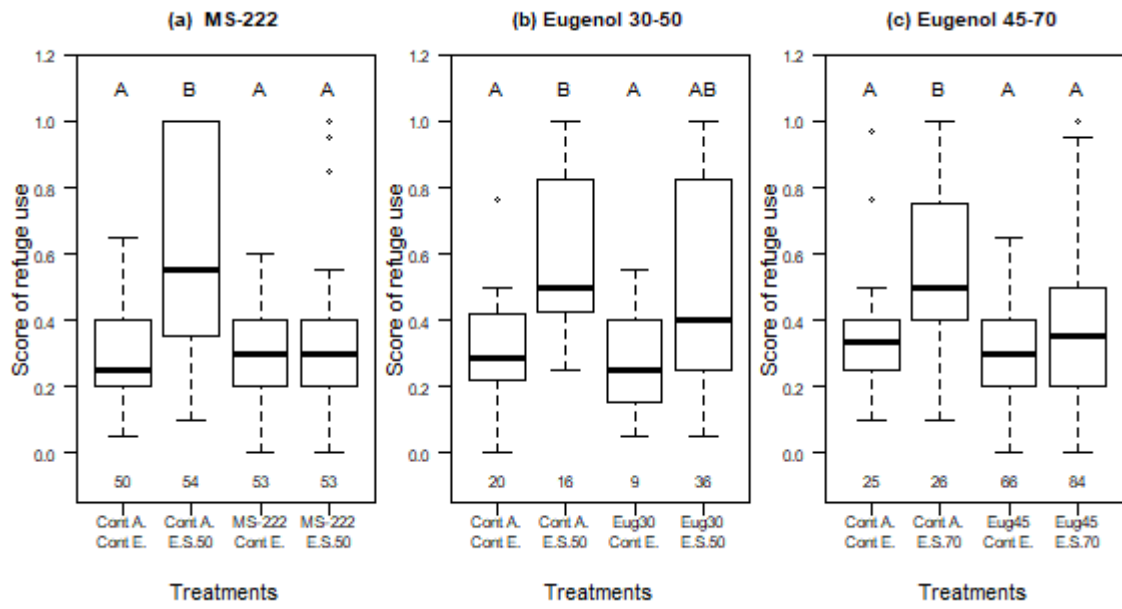 (a) MS-222
Score of refuge use
1.2
1.0
0.8
0.6
0.4
0.2
0.0
A B A A
50 54 53 53
Cont A. Cont A. MS-222 MS-222
Cont E. E.S.50 Cont E. E.S.50
Treatments
(b) Eugenol 30-50
Score of refuge use
1.2
1.0
0.8
0.6
0.4
0.2
0.0
A B A AB
20 16 9 36
Cont A. Cont A. Eug30 Eug30
Cont E. E.S.50 Cont E. E.S.50
Treatments
(c) Eugenol 45-70
Score of refuge use
1.2
1.0
0.8
0.6
0.4
0.2
0.0
A B A A
25 26 66 84
Cont A. Cont A. Eug45 Eug45
Cont E. E.S.70 Cont E. E.S.70
Treatments